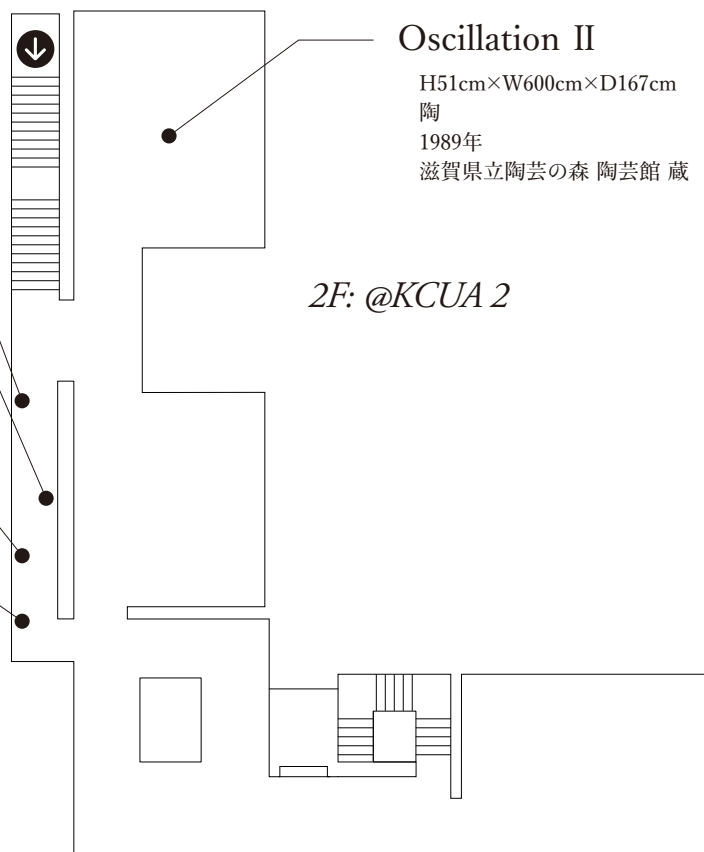 Oscillation II
H51cm×W600cm×D167cm
陶
1989年
滋賀県立陶芸の森 陶芸館 蔵
2F: @KCUA 2